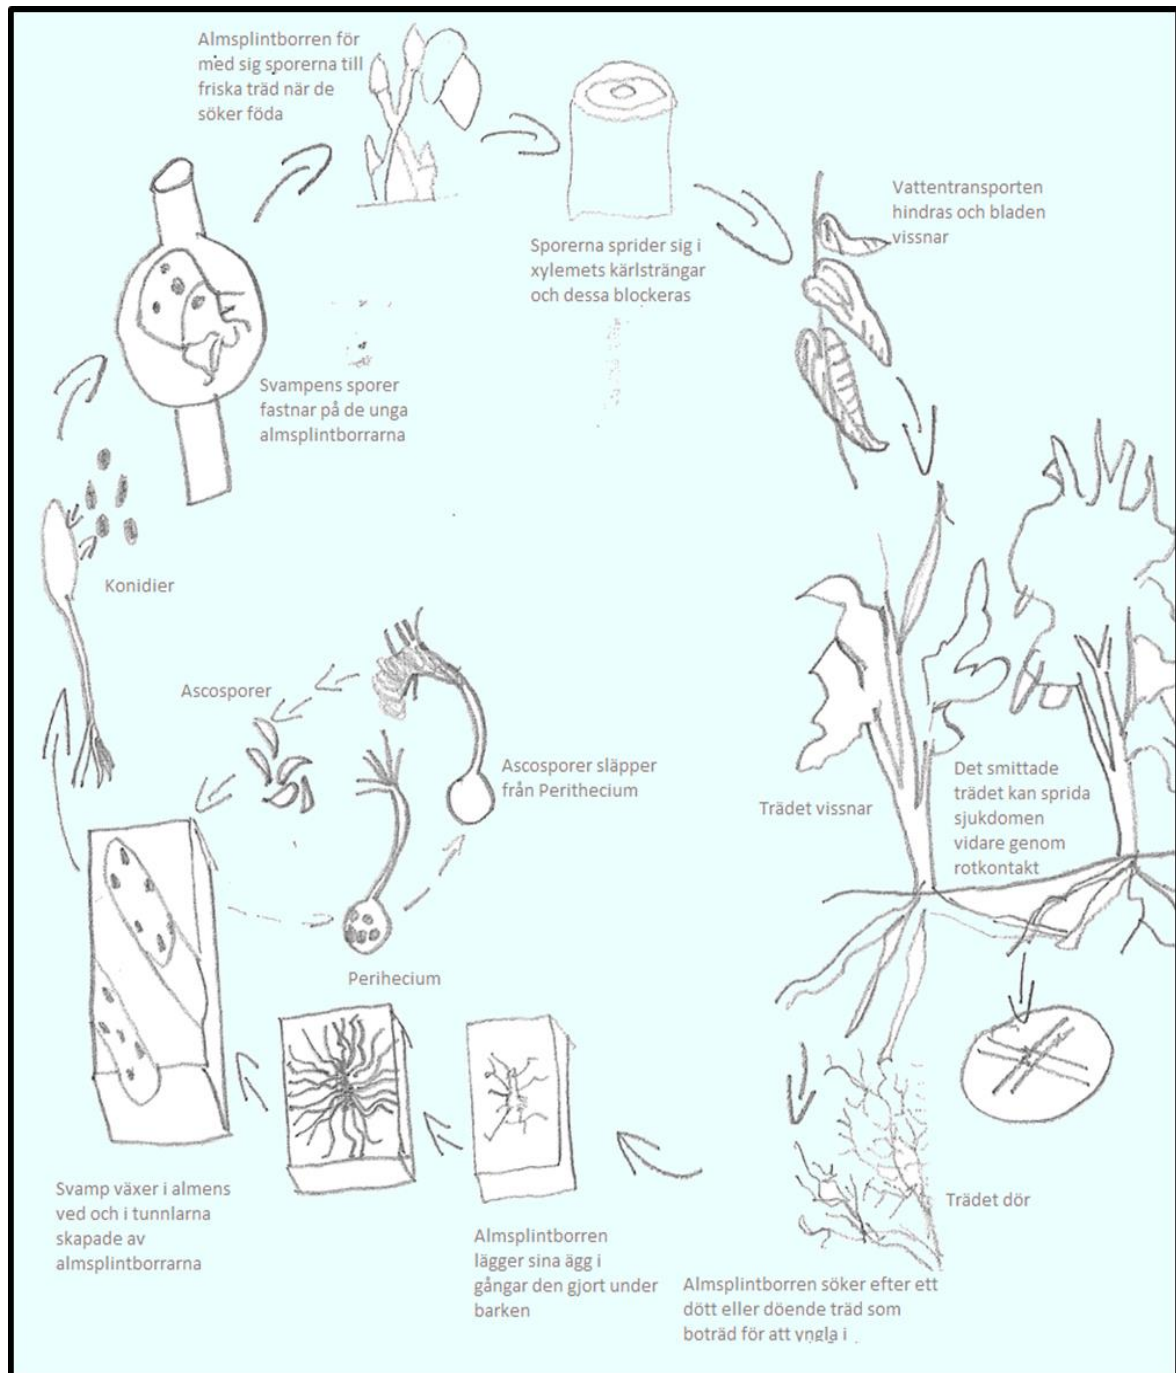 Almsplintborren för
med sig sporerna till
friska träd när de
söker föda
Sporerna sprider sig i
xylemets kärlsträngar
och dessa blockeras
Vattentransporten
hindras och bladen
vissnar
Svampens sporer
fastnar på de unga
almsplintborrarna
Konidier
Ascosporer
Ascosporer släpper
från Perithecium
Perihecium
Trädet vissnar
Det smittade
trädet kan sprida
sjukdomen
vidare genom
rotkontakt
Trädet dör
Almsplintborren söker efter ett
dött eller döende träd som
boträd för att yngla i
Almsplintborren
lägger sina ägg i
gångar den gjort under
barken
Svamp växer i almens
ved och i tunnlarna
skapade av
almsplintborrarna